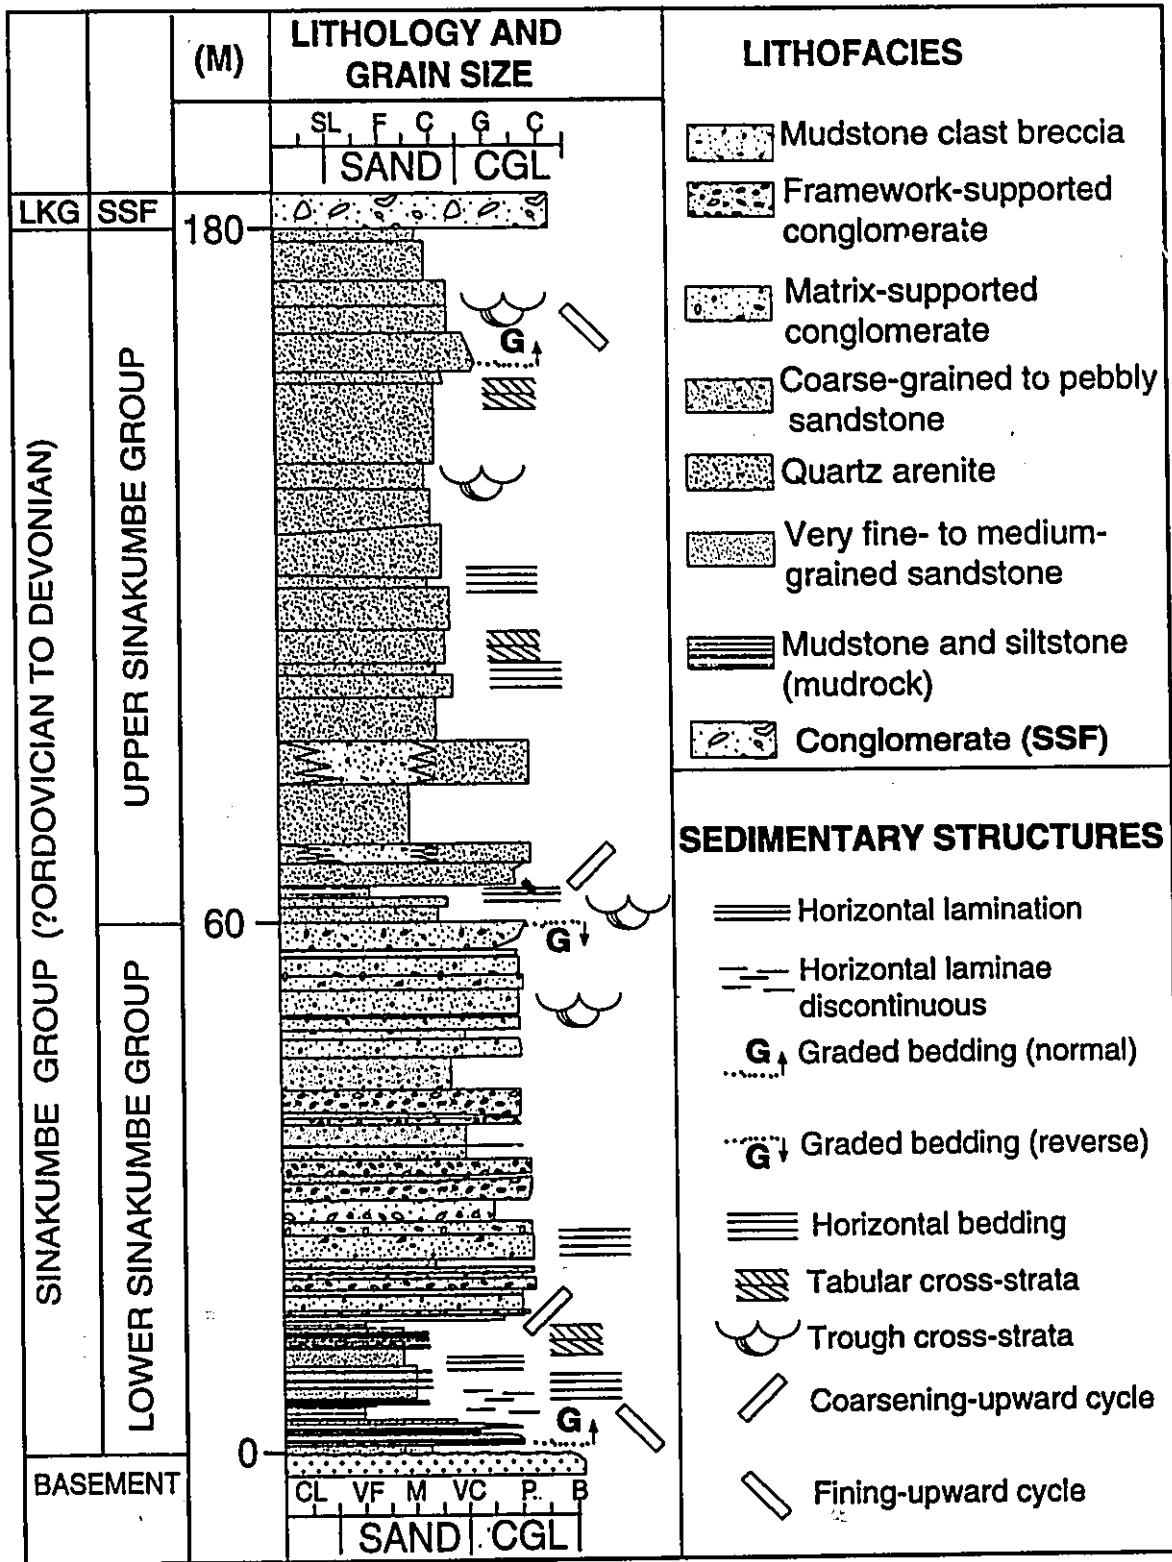 (M)
LITHOLOGY AND
GRAIN SIZE
SL F C G C
SAND CGL
LKG SSF
180
SINAKUMBE GROUP (?ORDOVICIAN TO DEVONIAN)
UPPER SINAKUMBE GROUP
LOWER SINAKUMBE GROUP
G
60
G
G
0
BASEMENT
CL VF M VC P.. B
SAND CGL
LITHOFACIES
Mudstone clast breccia
Framework-supported
conglomerate
Matrix-supported
conglomerate
Coarse-grained to pebbly
sandstone
Quartz arenite
Very fine- to medium-
grained sandstone
Mudstone and siltstone
(mudrock)
Conglomerate (SSF)
SEDIMENTARY STRUCTURES
Horizontal lamination
Horizontal laminae
discontinuous
G Graded bedding (normal)
G Graded bedding (reverse)
Horizontal bedding
Tabular cross-strata
Trough cross-strata
Coarsening-upward cycle
Fining-upward cycle